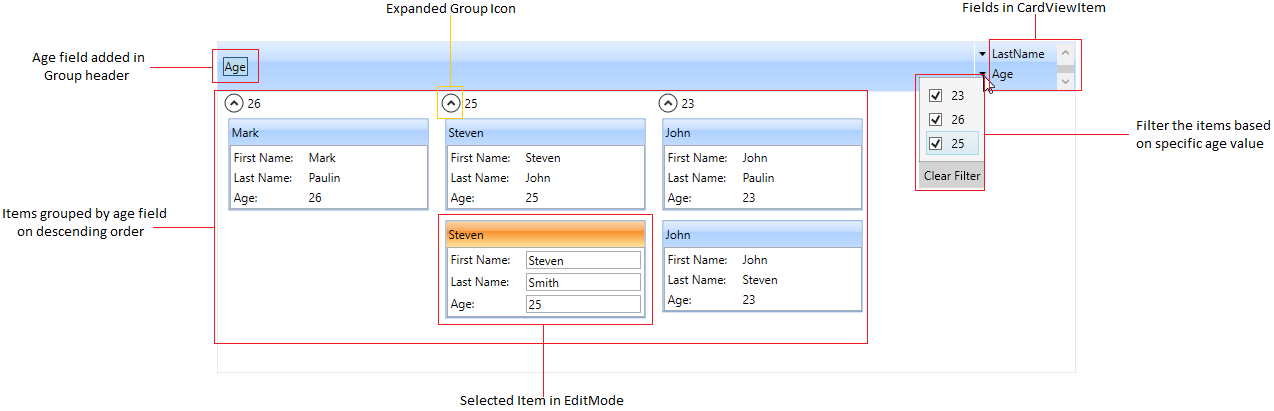 Expanded Group Icon
Fields in CardViewItem
Age field added in
Group header
Age
LastName
Age
26
25
23
23
26
25
Clear Filter
Filter the items based
on specific age value
Mark
First Name: Mark
Last Name: Paulin
Age: 26
Steven
First Name: Steven
Last Name: John
Age: 25
John
First Name: John
Last Name: Paulin
Age: 23
Items grouped by age field
on descending order
Steven
First Name: Steven
Last Name: Smith
Age: 25
John
First Name: John
Last Name: Steven
Age: 23
Selected Item in EditMode